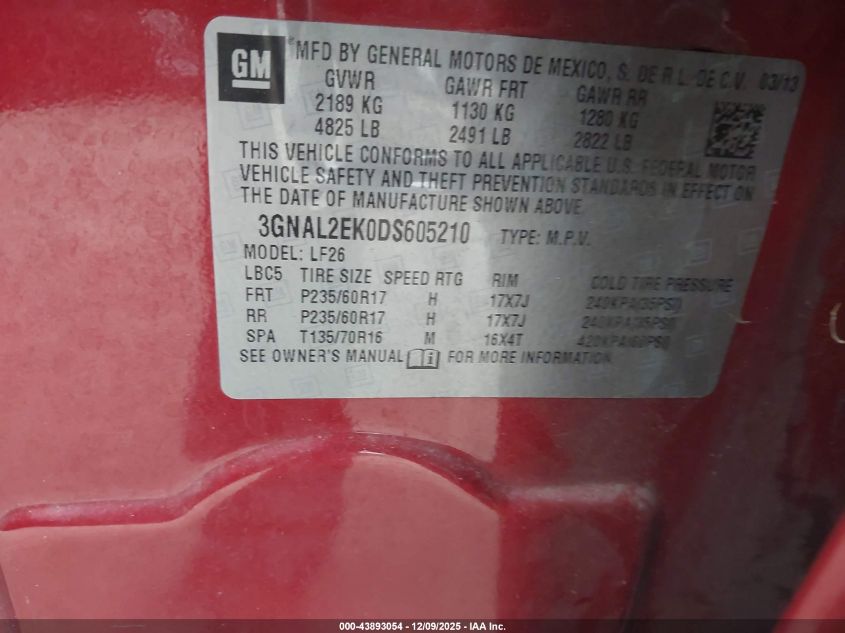 GM
MFD BY GENERAL MOTORS DE MEXICO, S. DE R.L. DE C.V. 03/13
GVWR GAWR FRT GAWR RR
2189 KG 1130 KG 1280 KG
4825 LB 2491 LB 2822 LB
THIS VEHICLE CONFORMS TO ALL APPLICABLE U.S. FEDERAL MOTOR
VEHICLE SAFETY AND THEFT PREVENTION STANDARDS IN EFFECT ON
THE DATE OF MANUFACTURE SHOWN ABOVE
3GNAL2EK0DS605210 TYPE: M.P.V.
MODEL: LF26
LBC5 TIRE SIZE SPEED RTG RIM COLD TIRE PRESSURE
FRT P235/60R17 H 17X7J 240KPA(35PSI)
RR P235/60R17 H 17X7J 240KPA(35PSI)
SPA T135/70R16 M 16X4T 420KPA(60PSI)
SEE OWNER'S MANUAL FOR MORE INFORMATION
000-43893054 - 12/09/2025 - IAA Inc.